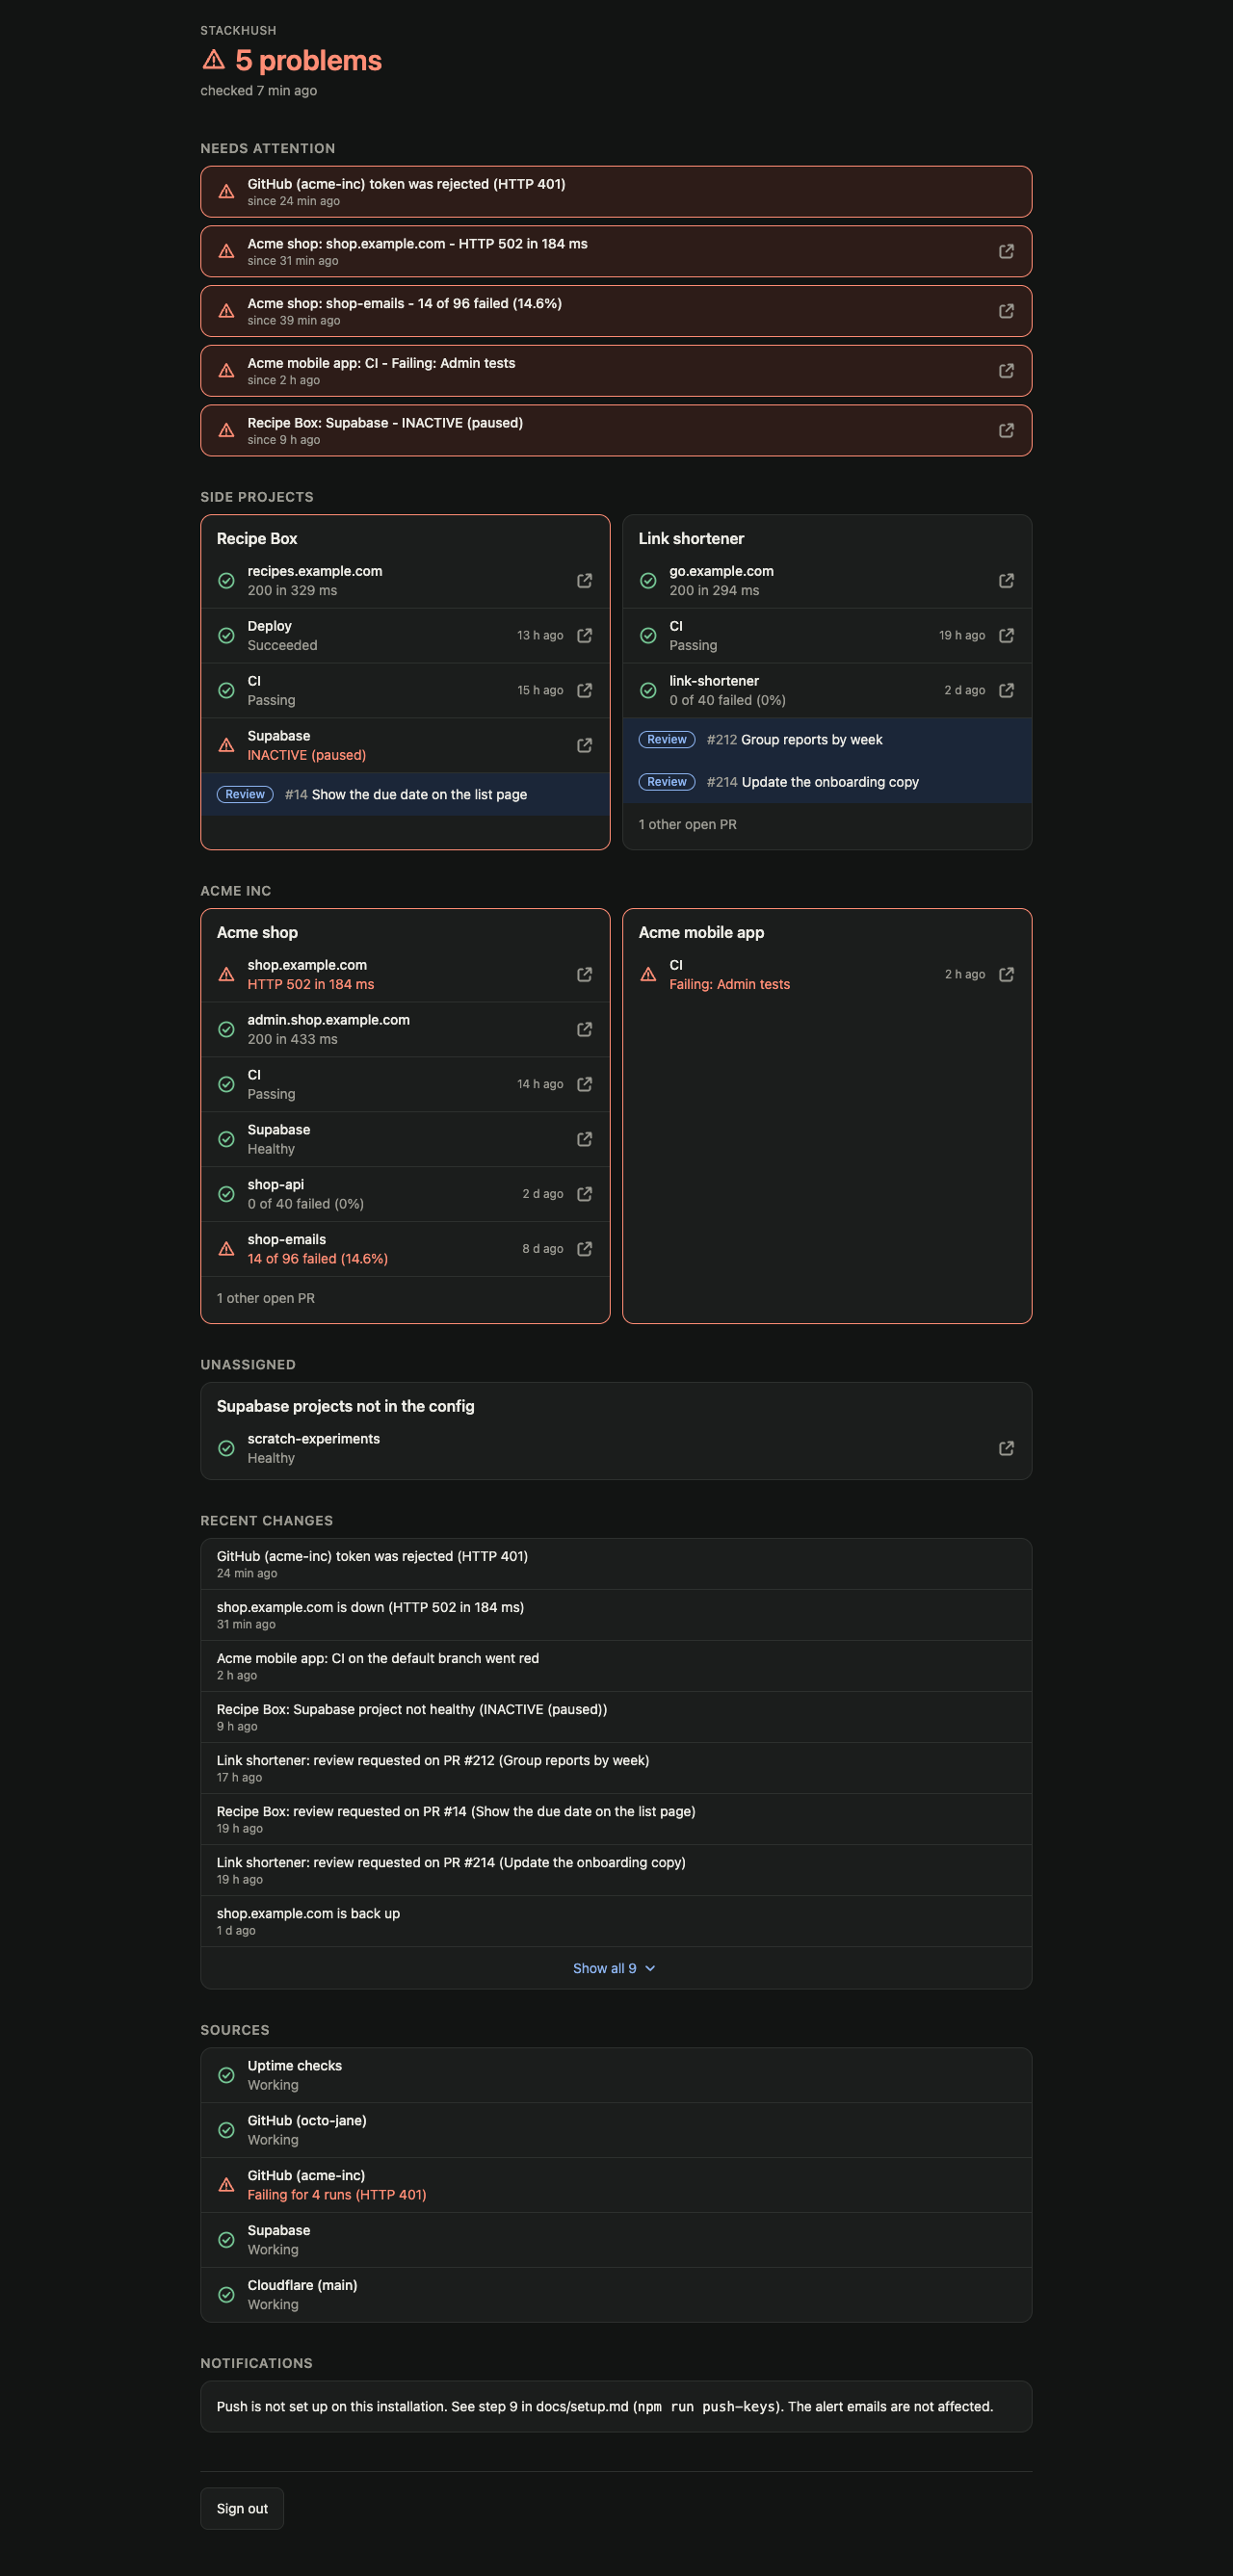 STACKHUSH
5 problems
checked 7 min ago
NEEDS ATTENTION
GitHub (acme-inc) token was rejected (HTTP 401)
since 24 min ago
Acme shop: shop.example.com - HTTP 502 in 184 ms
since 31 min ago
Acme shop: shop-emails - 14 of 96 failed (14.6%)
since 39 min ago
Acme mobile app: CI - Failing: Admin tests
since 2 h ago
Recipe Box: Supabase - INACTIVE (paused)
since 9 h ago
SIDE PROJECTS
Recipe Box
recipes.example.com
200 in 329 ms
Deploy
Succeeded
13 h ago
CI
Passing
15 h ago
Supabase
INACTIVE (paused)
Review #14 Show the due date on the list page
Link shortener
go.example.com
200 in 294 ms
CI
Passing
19 h ago
link-shortener
0 of 40 failed (0%)
2 d ago
Review #212 Group reports by week
Review #214 Update the onboarding copy
1 other open PR
ACME INC
Acme shop
shop.example.com
HTTP 502 in 184 ms
admin.shop.example.com
200 in 433 ms
CI
Passing
14 h ago
Supabase
Healthy
shop-api
0 of 40 failed (0%)
2 d ago
shop-emails
14 of 96 failed (14.6%)
8 d ago
1 other open PR
Acme mobile app
CI
Failing: Admin tests
2 h ago
UNASSIGNED
Supabase projects not in the config
scratch-experiments
Healthy
RECENT CHANGES
GitHub (acme-inc) token was rejected (HTTP 401)
24 min ago
shop.example.com is down (HTTP 502 in 184 ms)
31 min ago
Acme mobile app: CI on the default branch went red
2 h ago
Recipe Box: Supabase project not healthy (INACTIVE (paused))
9 h ago
Link shortener: review requested on PR #212 (Group reports by week)
17 h ago
Recipe Box: review requested on PR #14 (Show the due date on the list page)
19 h ago
Link shortener: review requested on PR #214 (Update the onboarding copy)
19 h ago
shop.example.com is back up
1 d ago
Show all 9
SOURCES
Uptime checks
Working
GitHub (octo-jane)
Working
GitHub (acme-inc)
Failing for 4 runs (HTTP 401)
Supabase
Working
Cloudflare (main)
Working
NOTIFICATIONS
Push is not set up on this installation. See step 9 in docs/setup.md (npm run push-keys). The alert emails are not affected.
Sign out